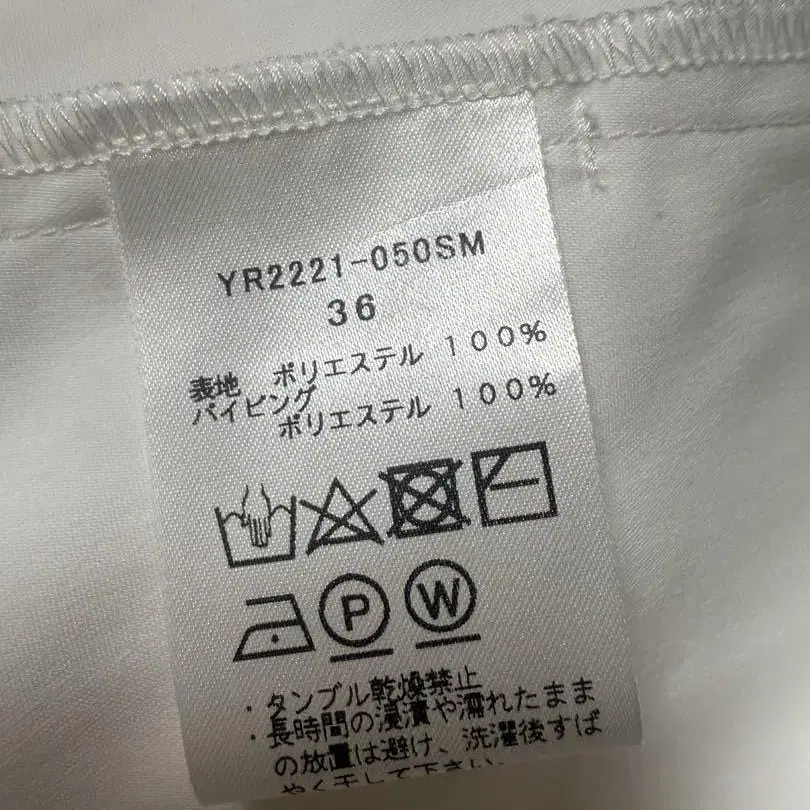 YR2221-050SM
36
表地 ポリエステル 100%
パイピング
ポリエステル 100%
P W
・タンブル乾燥禁止
・長時間の浸漬や濡れたまま
の放置は避け、洗濯後すば
やく干して下さい。